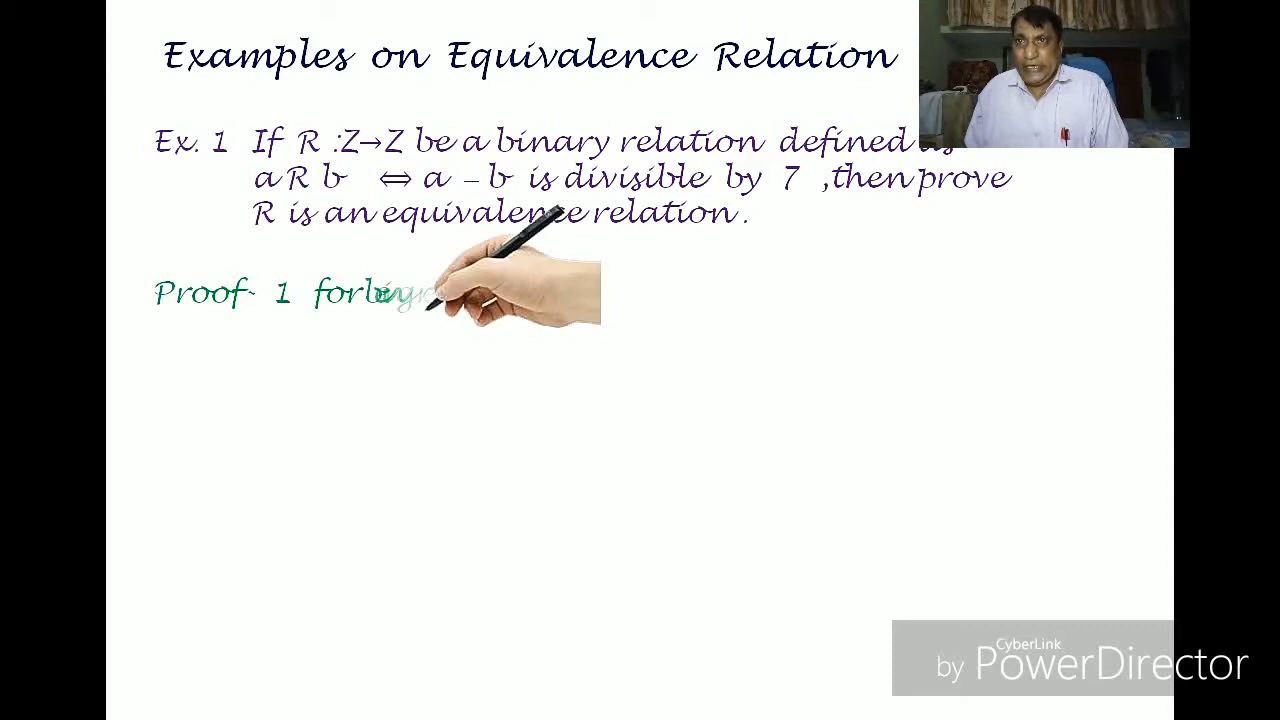 Examples on Equivalence Relation
Ex. 1 If R :Z→Z be a binary relation defined as
a R b ⇔ a – b is divisible by 7 ,then prove
R is an equivalence relation .
Proof- 1 for
CyberLink
by PowerDirector